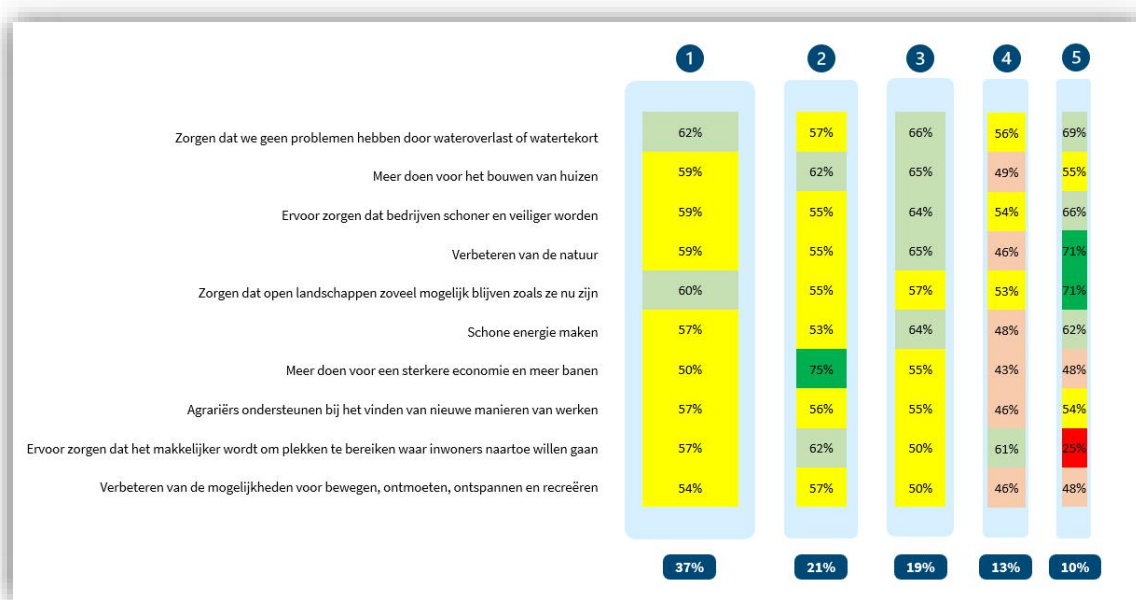 1 2 3 4 5
Zorgen dat we geen problemen hebben door wateroverlast of watertekort 62% 57% 66% 56% 69%
Meer doen voor het bouwen van huizen 59% 62% 65% 49% 55%
Ervoor zorgen dat bedrijven schoner en veiliger worden 59% 55% 64% 54% 66%
Verbeteren van de natuur 59% 55% 65% 46% 71%
Zorgen dat open landschappen zoveel mogelijk blijven zoals ze nu zijn 60% 55% 57% 53% 71%
Schone energie maken 57% 53% 64% 48% 62%
Meer doen voor een sterkere economie en meer banen 50% 75% 55% 43% 48%
Agrariërs ondersteunen bij het vinden van nieuwe manieren van werken 57% 56% 55% 46% 54%
Ervoor zorgen dat het makkelijker wordt om plekken te bereiken waar inwoners naartoe willen gaan 57% 62% 50% 61% 25%
Verbeteren van de mogelijkheden voor bewegen, ontmoeten, ontspannen en recreëren 54% 57% 50% 46% 48%
37% 21% 19% 13% 10%